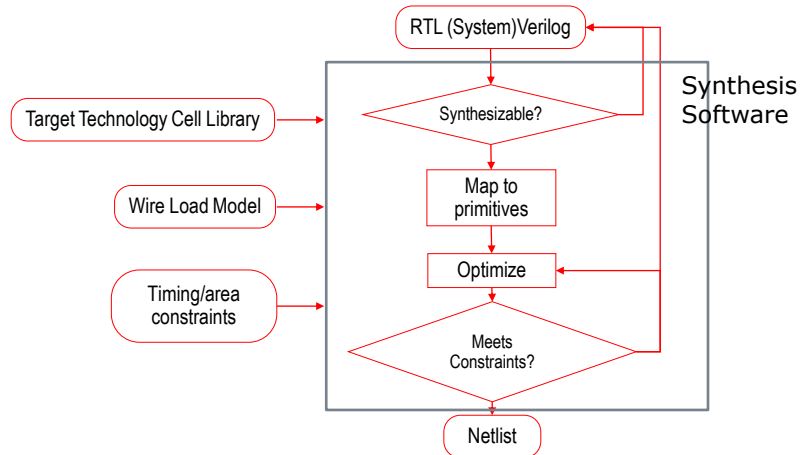 RTL (System)Verilog
Synthesis
Software
Synthesizable?
Target Technology Cell Library
Map to
primitives
Wire Load Model
Optimize
Timing/area
constraints
Meets
Constraints?
Netlist